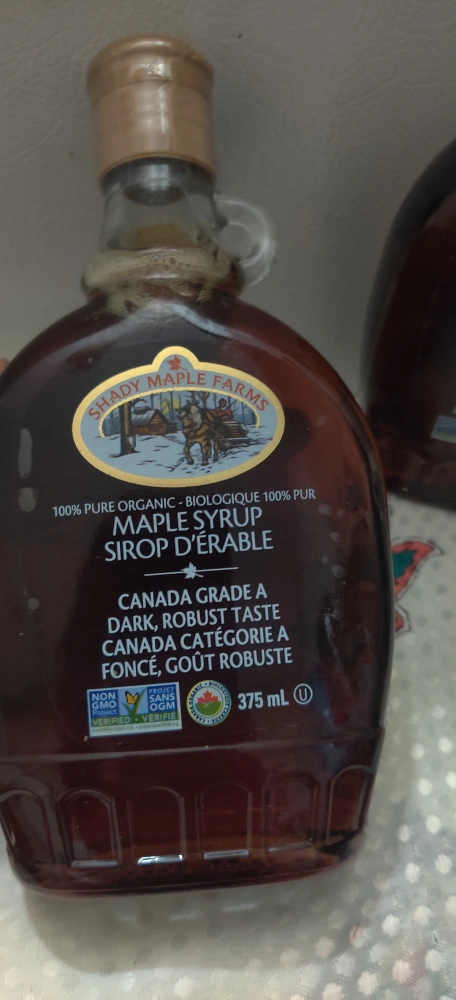 SHADY MAPLE FARMS
100% PURE ORGANIC - BIOLOGIQUE 100% PUR
MAPLE SYRUP
SIROP D'ÉRABLE
CANADA GRADE A
DARK, ROBUST TASTE
CANADA CATÉGORIE A
FONCÉ, GOÛT ROBUSTE
NON GMO Project
PROJET SANS OGM
VERIFIED • VÉRIFIÉ
375 mL U